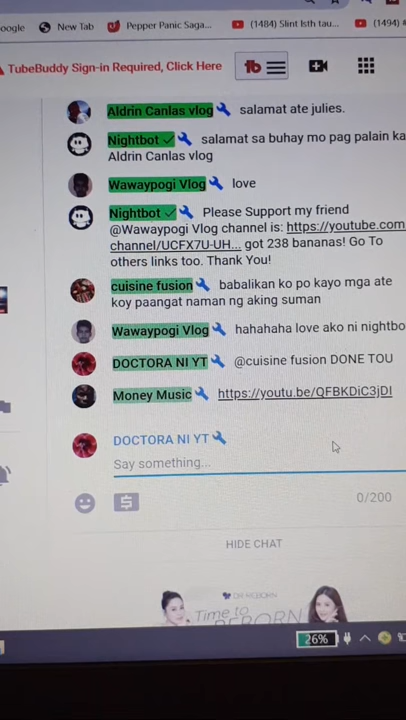 oogle New Tab Pepper Panic Saga... (1484) Slint Isth tau... (1494)
TubeBuddy Sign-in Required, Click Here tb
Aldrin Canlas vlog salamat ate julies.
Nightbot salamat sa buhay mo pag palain ka
Aldrin Canlas vlog
Wawaypogi Vlog love
Nightbot Please Support my friend
@Wawaypogi Vlog channel is: https://youtube.com
channel/UCFX7U-UH... got 238 bananas! Go To
others links too. Thank You!
cuisine fusion babalikan ko po kayo mga ate
koy paangat naman ng aking suman
Wawaypogi Vlog hahahaha love ako ni nightbo
DOCTORA NI YT @cuisine fusion DONE TOU
Money Music https://youtu.be/QFBKDiC3jDI
DOCTORA NI YT
Say something...
0/200
HIDE CHAT
Time to
REBORN
26%